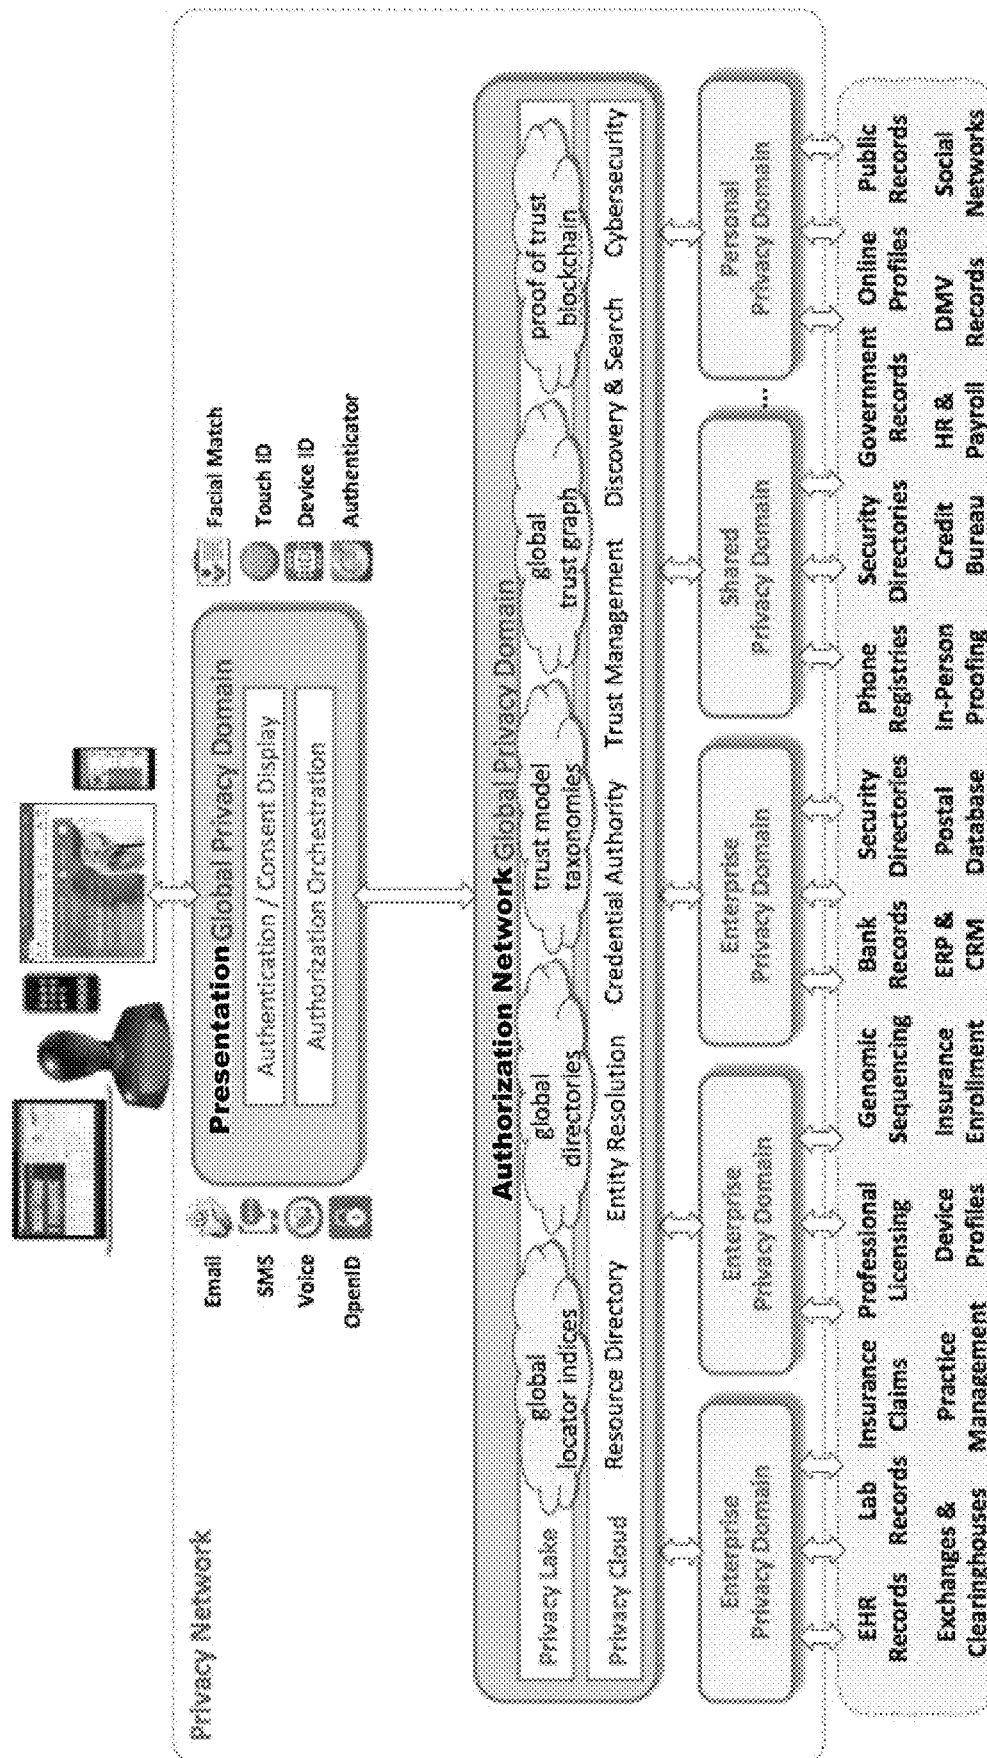 Privacy Network
Email
SMS
Voice
OpenID
Presentation Global Privacy Domain
Authentication / Consent Display
Authorization Orchestration
Facial Match
Touch ID
Device ID
Authenticator
Authorization Network Global Privacy Domain
Privacy Lake
global
locator indices
global
directories
trust model
taxonomies
global
trust graph
proof of trust
blockchain
Privacy Cloud
Resource Directory
Entity Resolution
Credential Authority
Trust Management
Discovery & Search
Cybersecurity
Enterprise
Privacy Domain
Enterprise
Privacy Domain
Enterprise
Privacy Domain
Shared
Privacy Domain
...
Personal
Privacy Domain
EHR
Records
Lab
Records
Insurance
Claims
Professional
Licensing
Genomic
Sequencing
Bank
Records
Security
Directories
Phone
Registries
Security
Directories
Government
Records
Online
Profiles
Public
Records
Exchanges &
Clearinghouses
Practice
Management
Device
Profiles
Insurance
Enrollment
ERP &
CRM
Postal
Database
In-Person
Proofing
Credit
Bureau
HR &
Payroll
DMV
Records
Social
Networks